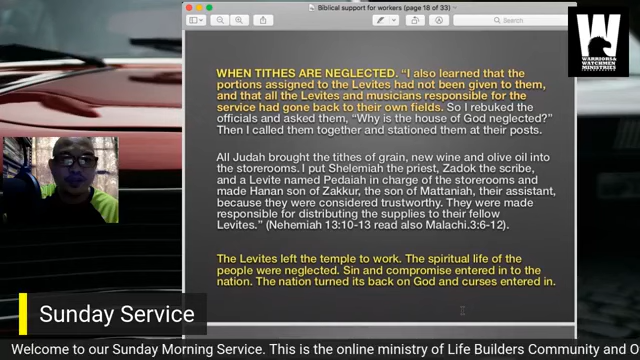 Biblical support for workers (page 18 of 33)
Search
WARRIORS &
WATCHMEN
MINISTRIES
WHEN TITHES ARE NEGLECTED. “I also learned that the
portions assigned to the Levites had not been given to them,
and that all the Levites and musicians responsible for the
service had gone back to their own fields. So I rebuked the
officials and asked them, “Why is the house of God neglected?”
Then I called them together and stationed them at their posts.
All Judah brought the tithes of grain, new wine and olive oil into
the storerooms. I put Shelemiah the priest, Zadok the scribe,
and a Levite named Pedaiah in charge of the storerooms and
made Hanan son of Zakkur, the son of Mattaniah, their assistant,
because they were considered trustworthy. They were made
responsible for distributing the supplies to their fellow
Levites.” (Nehemiah 13:10-13 read also Malachi.3:6-12).
The Levites left the temple to work. The spiritual life of the
people were neglected. Sin and compromise entered in to the
nation. The nation turned its back on God and curses entered in.
Sunday Service
Welcome to our Sunday Morning Service. This is the online ministry of Life Builders Community and O